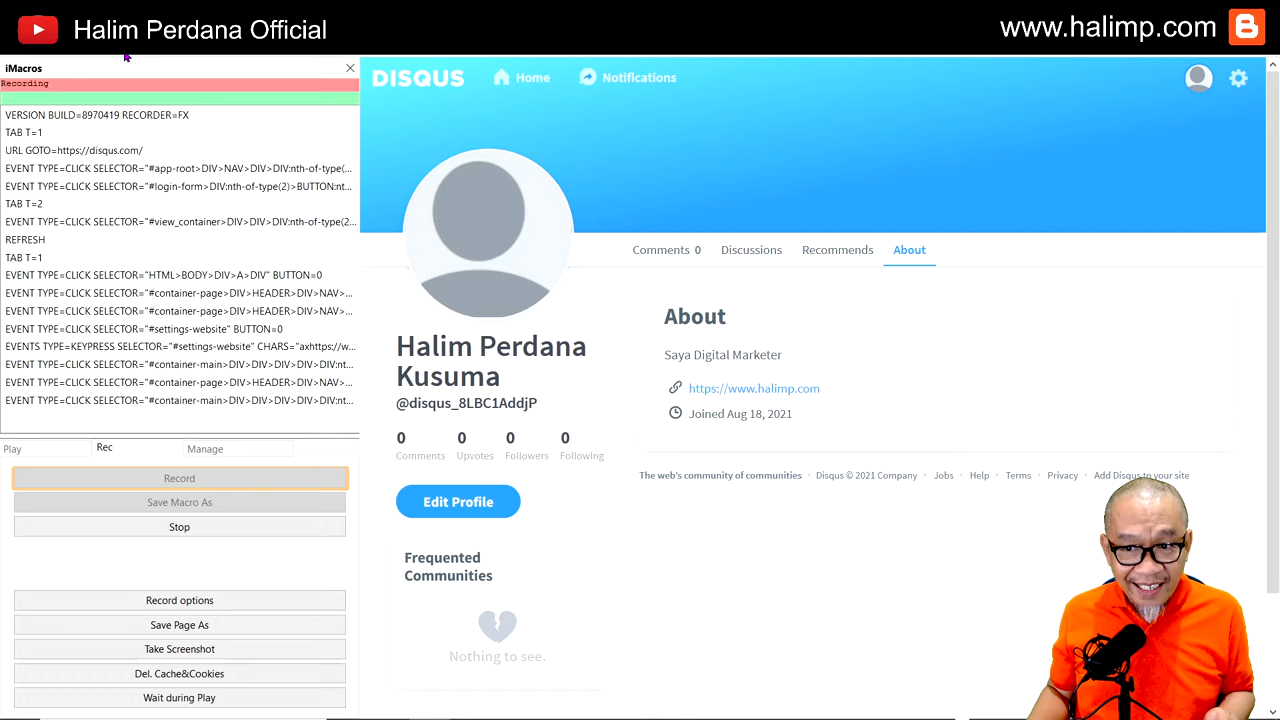 Halim Perdana Official
www.halimp.com
iMacros
Recording
VERSION BUILD=8970419 RECORDER=FX
TAB T=1
URL GOTO=https://disqus.com/
EVENT TYPE=CLICK SELECTOR="#app-root>DIV>NAV>DIV>DIV:nth-of-type(...
EVENT TYPE=CLICK SELECTOR="#login-form>DIV:nth-of-type(2)>BUTTON:nt...
TAB T=2
EVENT TYPE=CLICK SELECTOR="#view_container>DIV>DIV>DIV:nth-of-type(2...
REFRESH
TAB T=1
EVENT TYPE=CLICK SELECTOR="HTML>BODY>DIV>A>DIV" BUTTON=0
EVENT TYPE=CLICK SELECTOR="#container-page>DIV>HEADER>DIV>NAV>...
EVENT TYPE=CLICK SELECTOR="#container-page>DIV>HEADER>DIV>NAV>...
EVENT TYPE=CLICK SELECTOR="#settings-website" BUTTON=0
EVENTS TYPE=KEYPRESS SELECTOR="#settings-website" CHARS="axhttps://w...
EVENT TYPE=CLICK SELECTOR="#container-main>DIV>DIV>DIV>DIV>DIV:nt...
EVENT TYPE=CLICK SELECTOR="#container-page>DIV>HEADER>DIV>NAV>...
EVENT TYPE=CLICK SELECTOR="#container-main>DIV>DIV>DIV>DIV>DIV:nt...
Play Rec Manage
Record
Save Macro As
Stop
Record options
Save Page As
Take Screenshot
Del. Cache&Cookies
Wait during Play
DISQUS Home Notifications
Comments 0 Discussions Recommends About
Halim Perdana
Kusuma
@disqus_8LBC1AddjP
0 0 0 0
Comments Upvotes Followers Following
Edit Profile
Frequented
Communities
Nothing to see.
About
Saya Digital Marketer
https://www.halimp.com
Joined Aug 18, 2021
The web's community of communities Disqus © 2021 Company Jobs Help Terms Privacy Add Disqus to your site